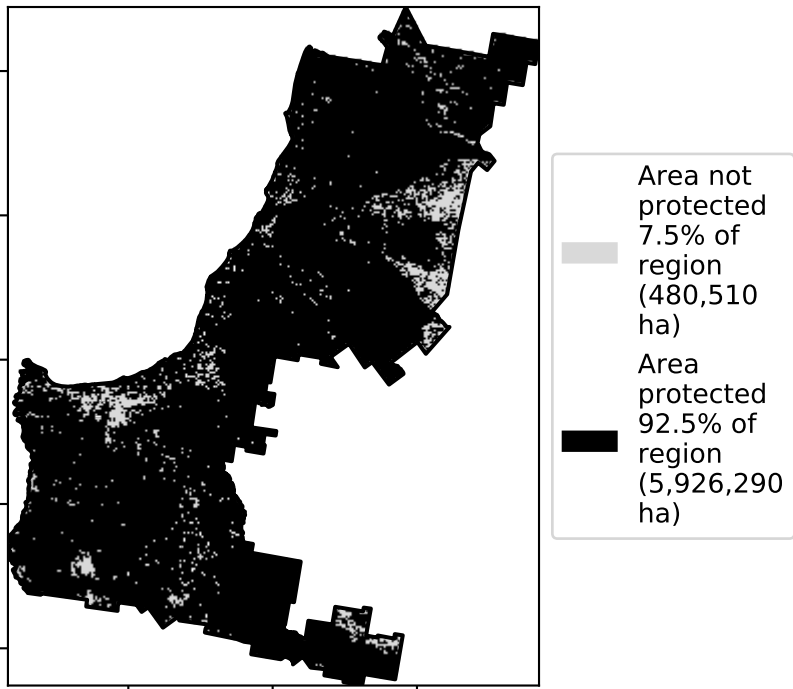 Area not
protected
7.5% of
region
(480,510
ha)
Area
protected
92.5% of
region
(5,926,290
ha)